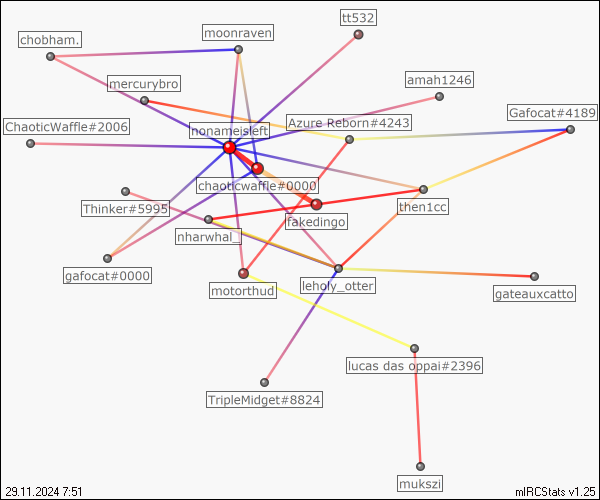 tt532
chobham.
moonraven
mercurybro
amah1246
Gafocat#4189
ChaoticWaffle#2006
Azure Reborn#4243
nonameisleft
chaoticwaffle#0000
Thinker#5995
then1cc
fakedingo
nharwhal_
gafocat#0000
motorthud
leholy_otter
gateauxcatto
lucas das oppai#2396
TripleMidget#8824
mukszi
29.11.2024 7:51
mIRCStats v1.25